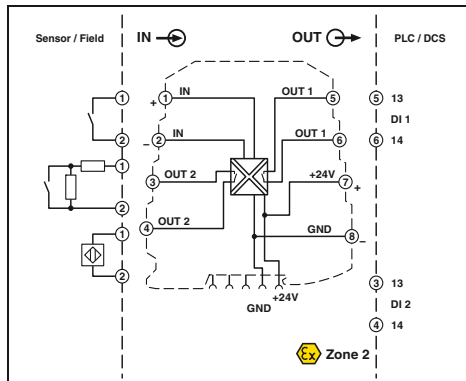 Sensor / Field
IN
OUT
PLC / DCS
1
+ 1 IN
OUT 1 5
5 13
DI 1
2
− 2 IN
OUT 1 6
6 14
1
3 OUT 2
+24V 7 +
2
4 OUT 2
GND 8 −
1
2
GND +24V
3 13
DI 2
4 14
Ex Zone 2